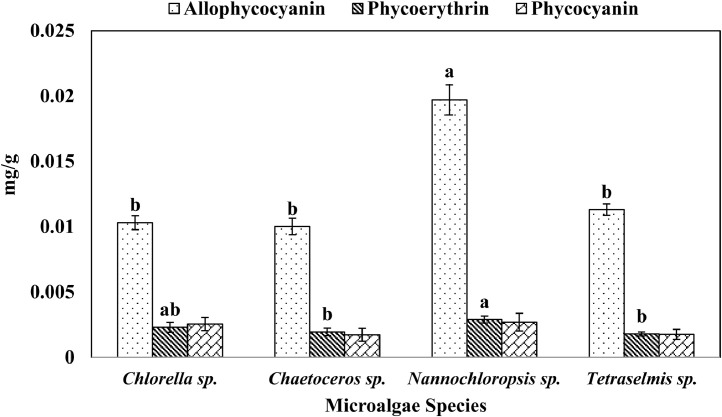 Allophycocyanin Phycoerythrin Phycocyanin
0.025
0.02
0.015
0.01
0.005
0
mg/g
b
ab
b
b
a
a
b
b
Chlorella sp. Chaetoceros sp. Nannochloropsis sp. Tetraselmis sp.
Microalgae Species